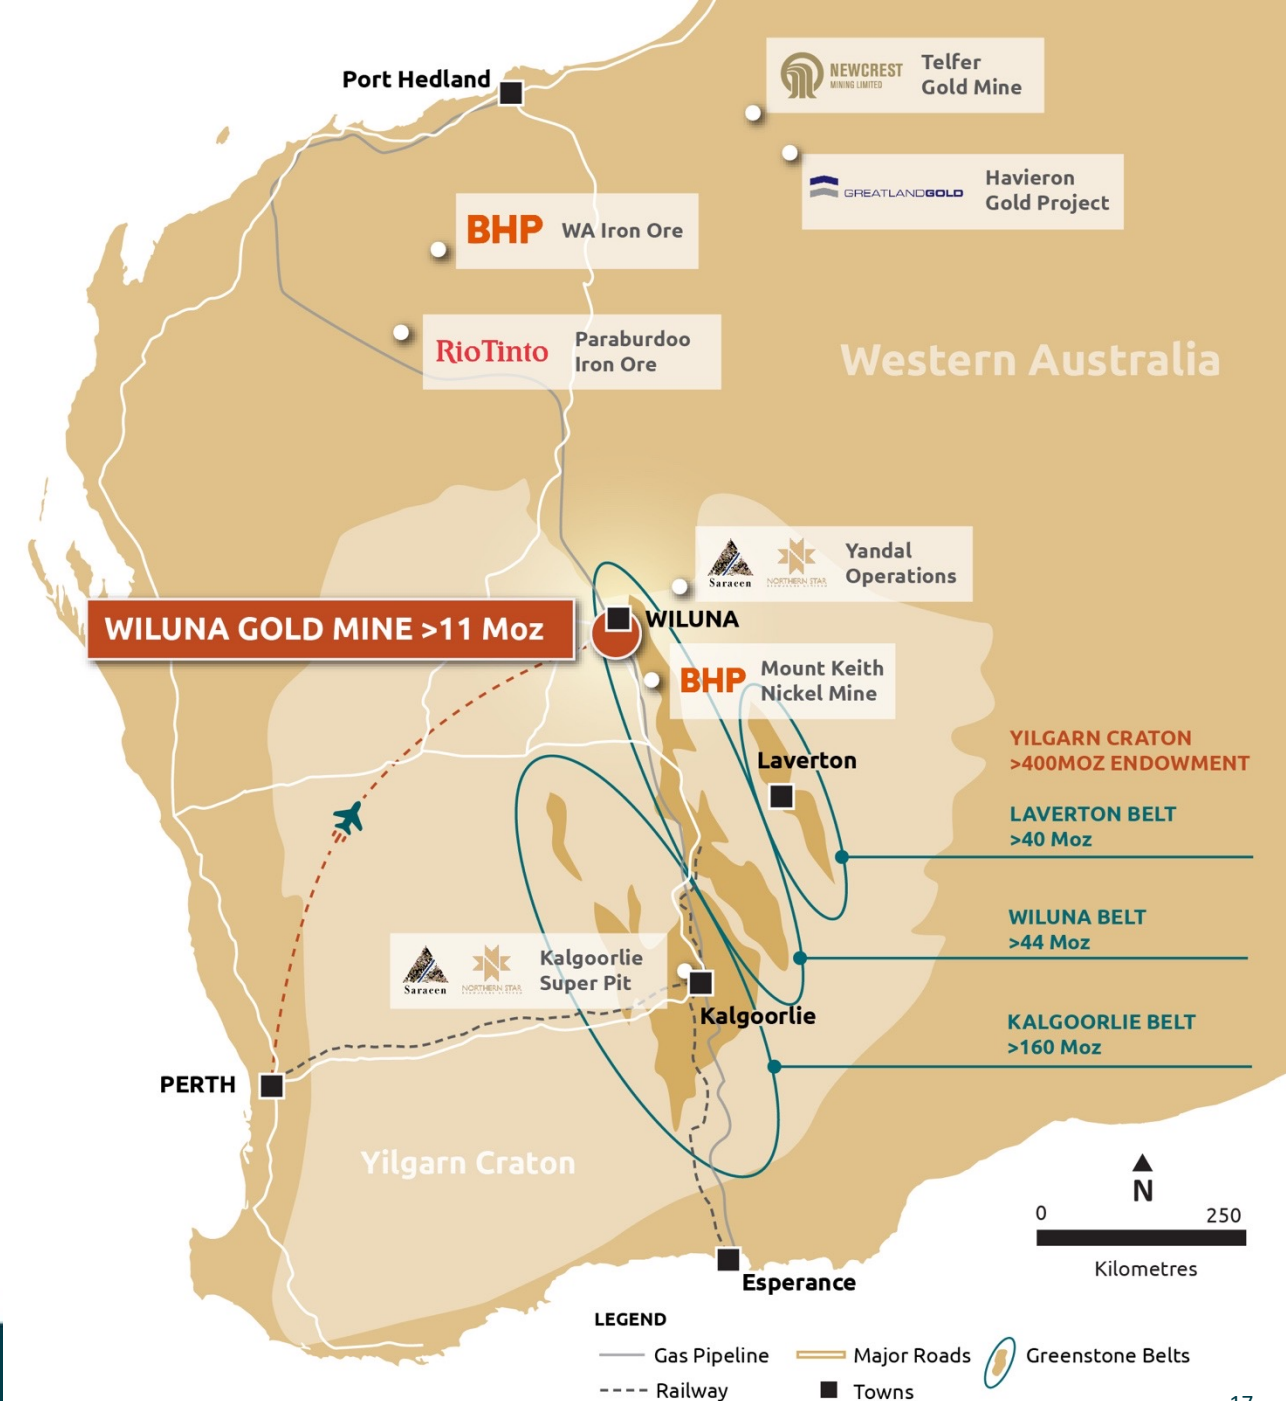 Port Hedland
NEWCREST
MINING LIMITED
Telfer
Gold Mine
GREATLANDGOLD
Havieron
Gold Project
BHP
WA Iron Ore
RioTinto
Paraburdoo
Iron Ore
Western Australia
Saracen
NORTHERN STAR
Yandal
Operations
WILUNA GOLD MINE >11 Moz
WILUNA
BHP
Mount Keith
Nickel Mine
Laverton
YILGARN CRATON
>400MOZ ENDOWMENT
LAVERTON BELT
>40 Moz
WILUNA BELT
>44 Moz
Saracen
NORTHERN STAR
Kalgoorlie
Super Pit
Kalgoorlie
KALGOORLIE BELT
>160 Moz
PERTH
Yilgarn Craton
N
0 250
Kilometres
Esperance
LEGEND
Gas Pipeline
Major Roads
Greenstone Belts
Railway
Towns
17